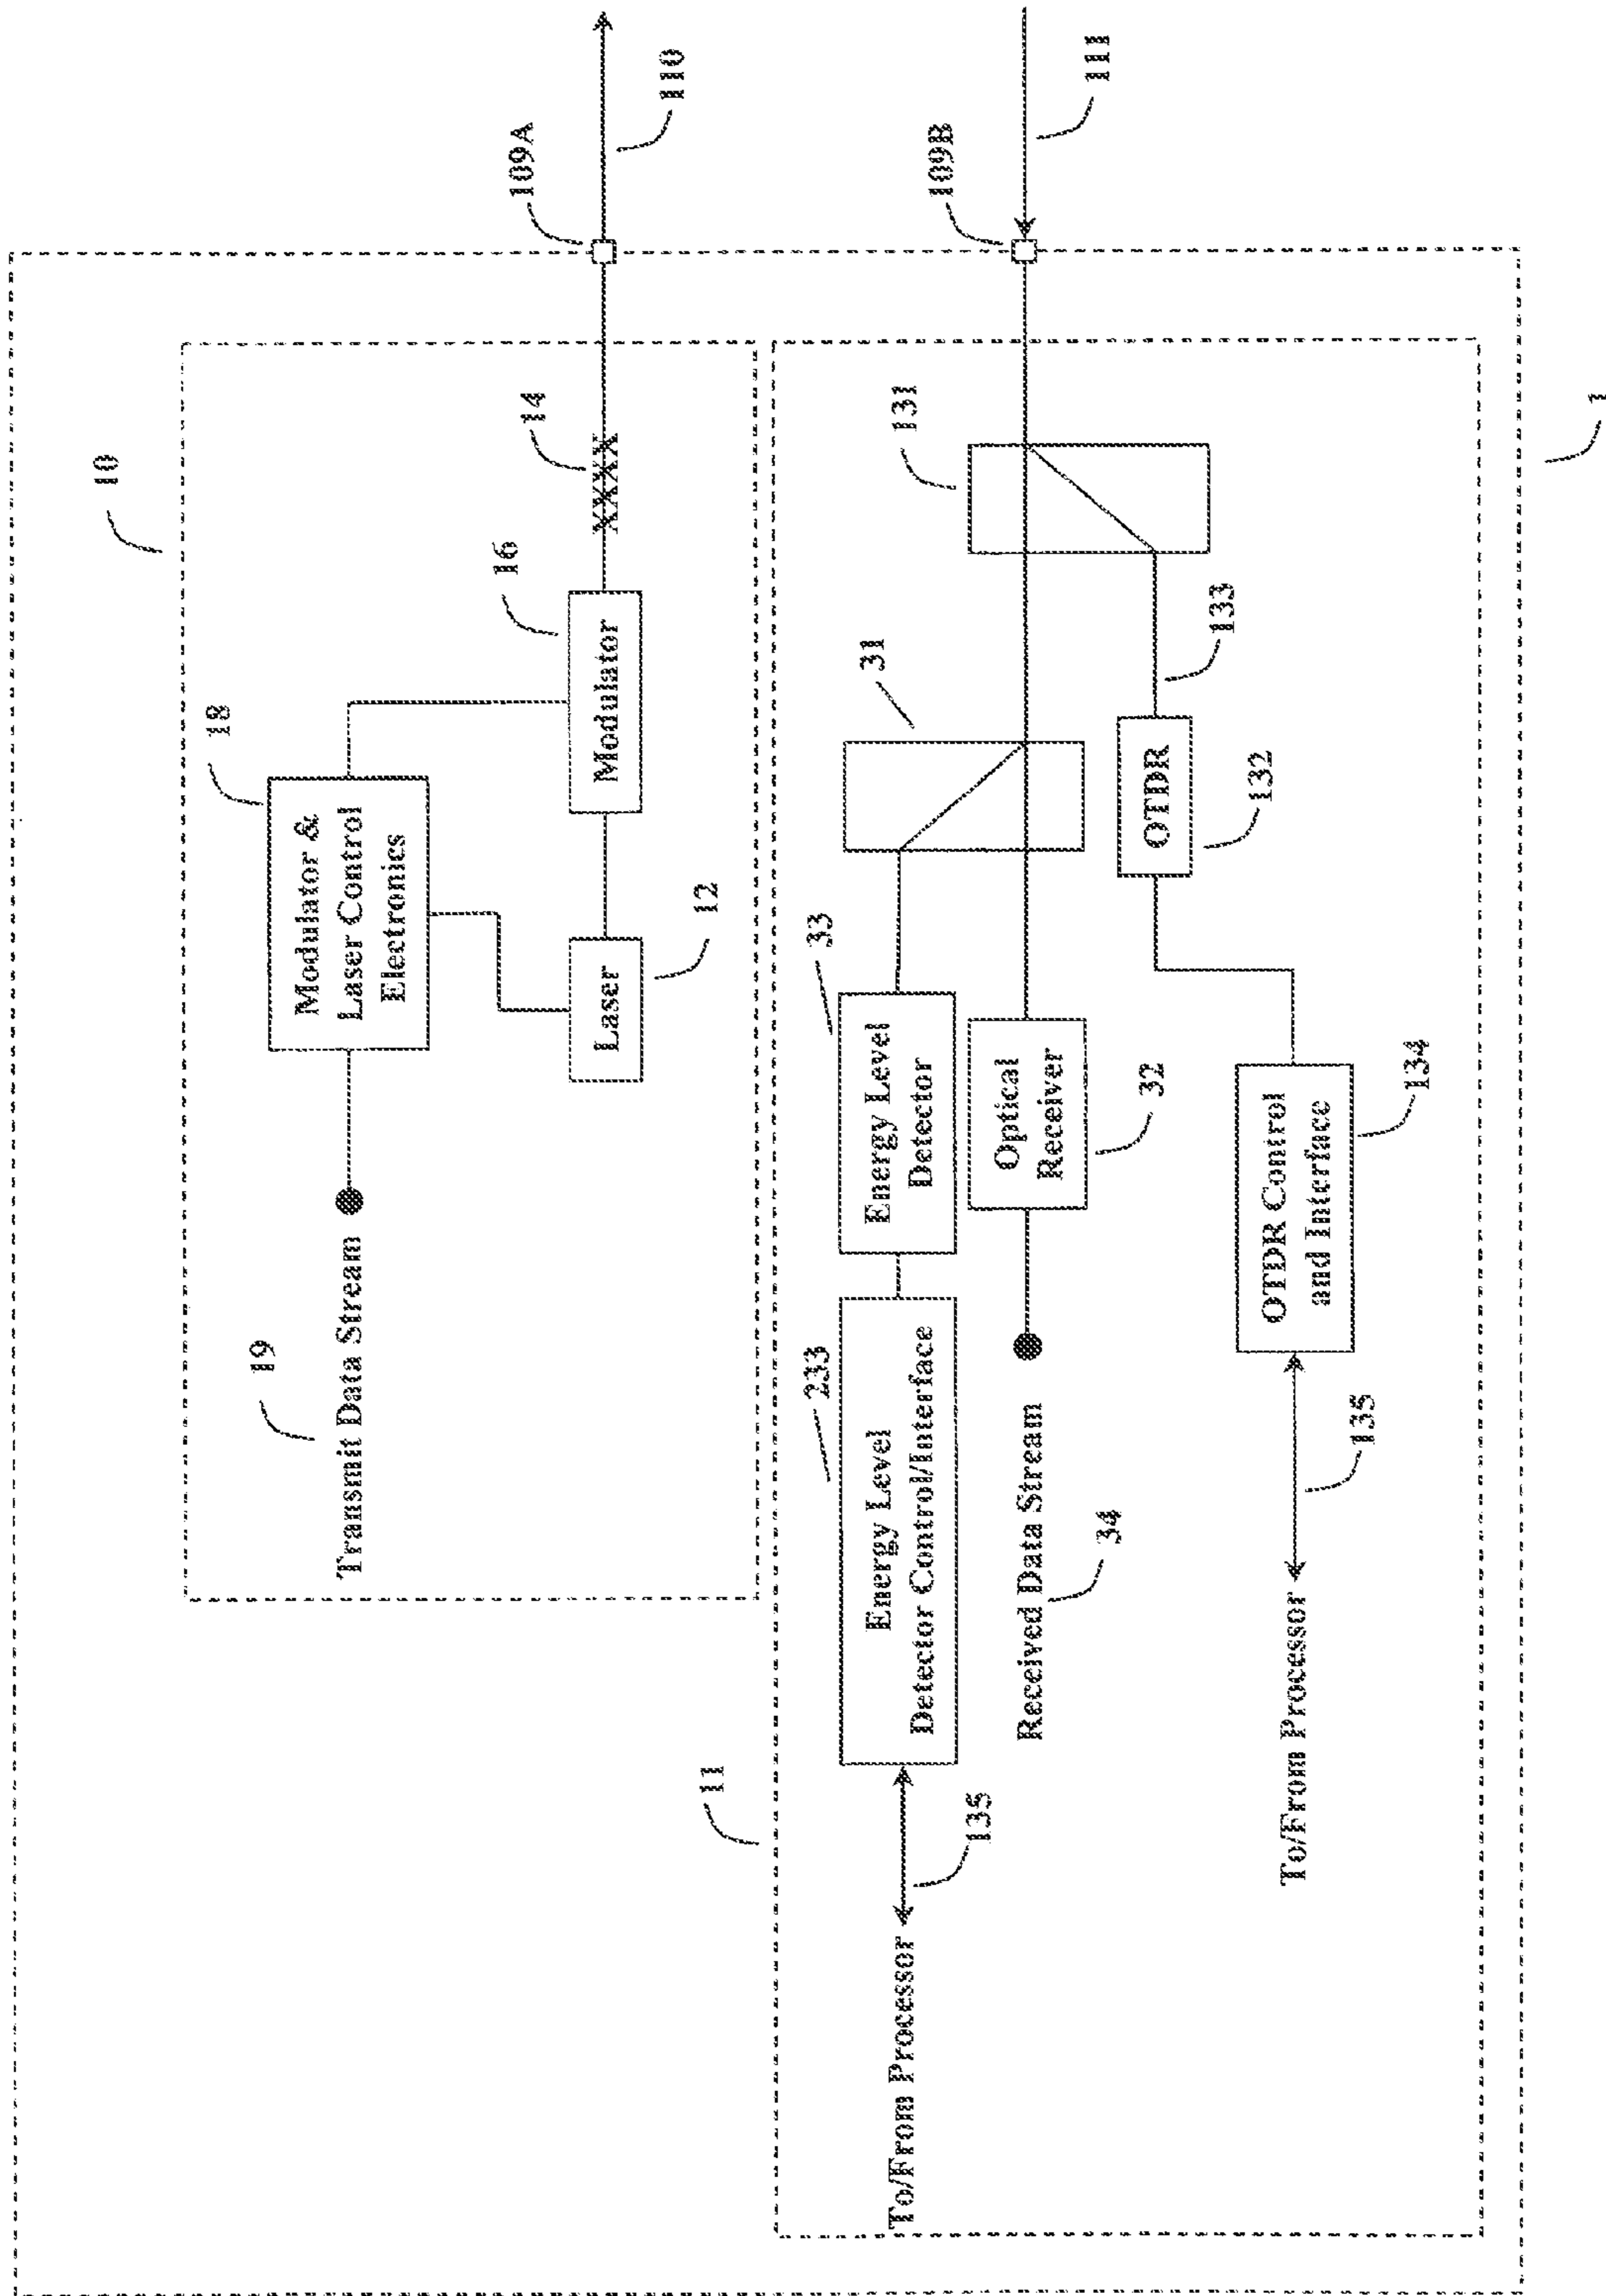 10
18
Modulator &
Laser Control
Electronics
19
Transmit Data Stream
16
Modulator
14
XXXX
12
Laser
109A
110
109B
111
11
131
31
33
Energy Level
Detector
233
Energy Level
Detector Control/Interface
135
To/From Processor
Optical
Receiver
32
Received Data Stream
34
133
OTDR
132
OTDR Control
and Interface
134
135
To/From Processor
1